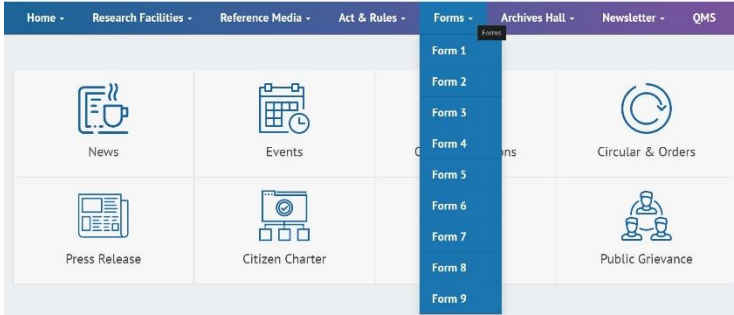 Home Research Facilities Reference Media Act & Rules Forms Archives Hall Newsletter QMS
Forms
Form 1
Form 2
Form 3
Form 4
Form 5
Form 6
Form 7
Form 8
Form 9
News Events Circular & Orders
Press Release Citizen Charter Public Grievance